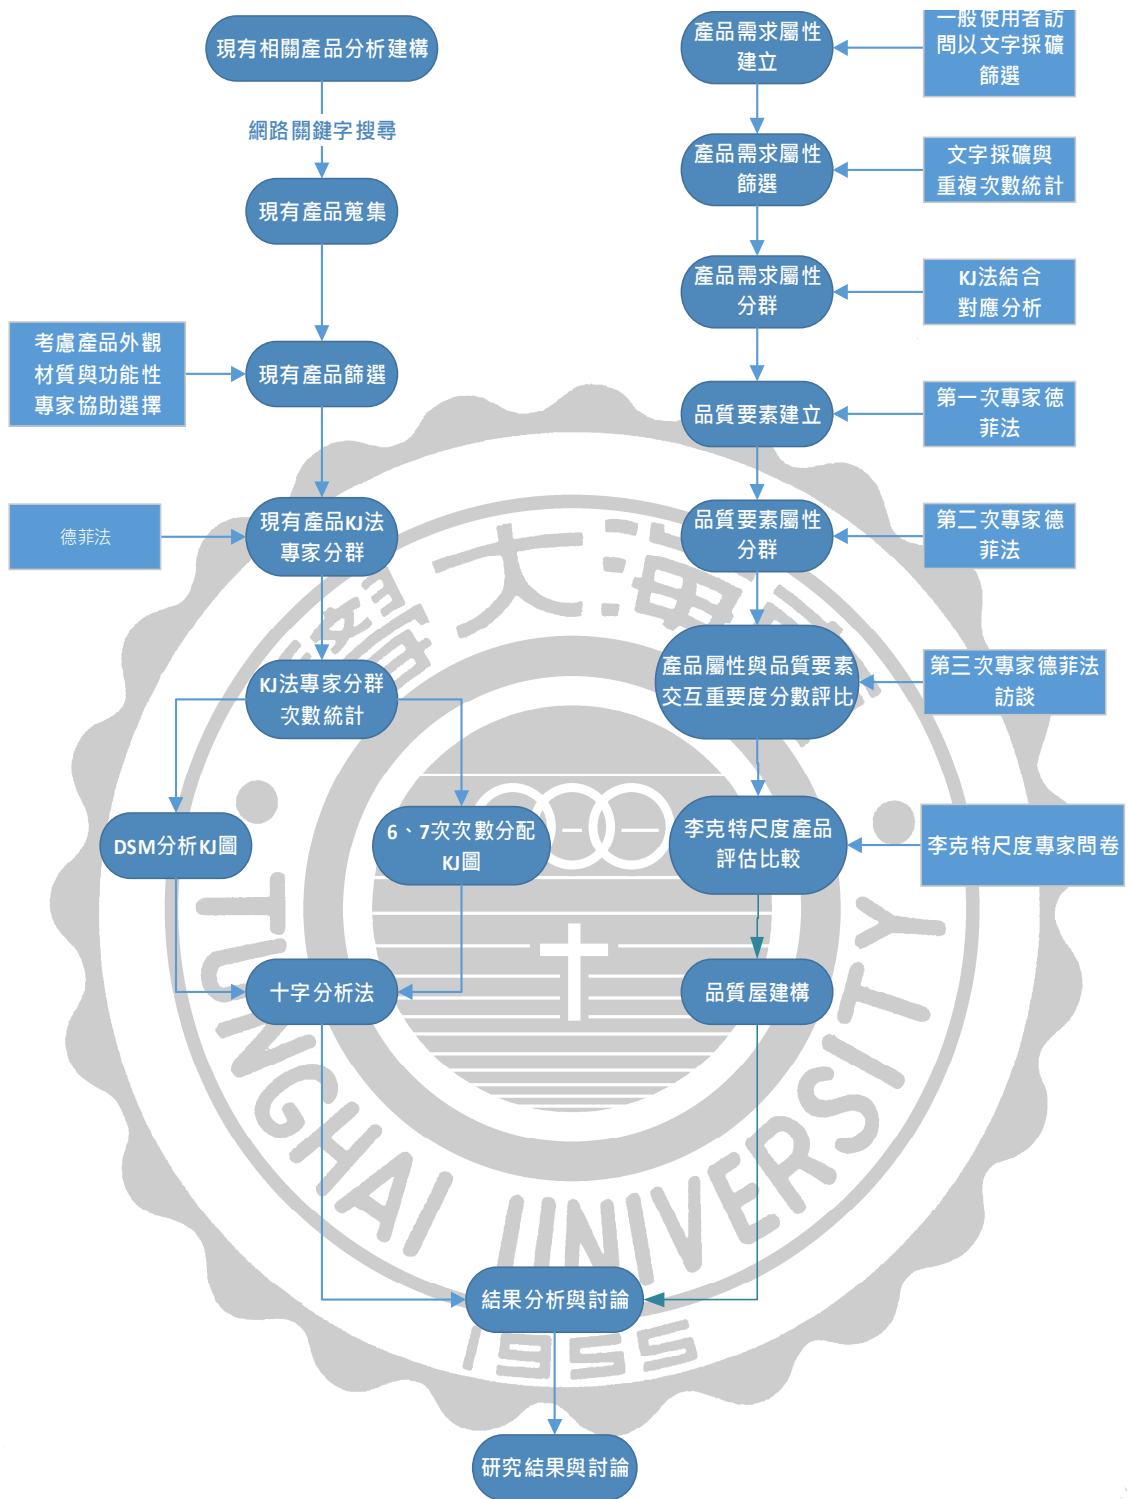 現有相關產品分析建構
網路關鍵字搜尋
現有產品蒐集
考慮產品外觀
材質與功能性
專家協助選擇
現有產品篩選
德菲法
現有產品KJ法
專家分群
KJ法專家分群
次數統計
DSM分析KJ圖
6、7次次數分配
KJ圖
十字分析法
產品需求屬性
建立
一般使用者訪
問以文字採礦
篩選
產品需求屬性
篩選
文字採礦與
重複次數統計
產品需求屬性
分群
KJ法結合
對應分析
品質要素建立
第一次專家德
菲法
品質要素屬性
分群
第二次專家德
菲法
產品屬性與品質要素
交互重要度分數評比
第三次專家德菲法
訪談
李克特尺度產品
評估比較
李克特尺度專家問卷
品質屋建構
結果分析與討論
研究結果與討論
學大海東
TUNGHAI UNIVERSITY
1955